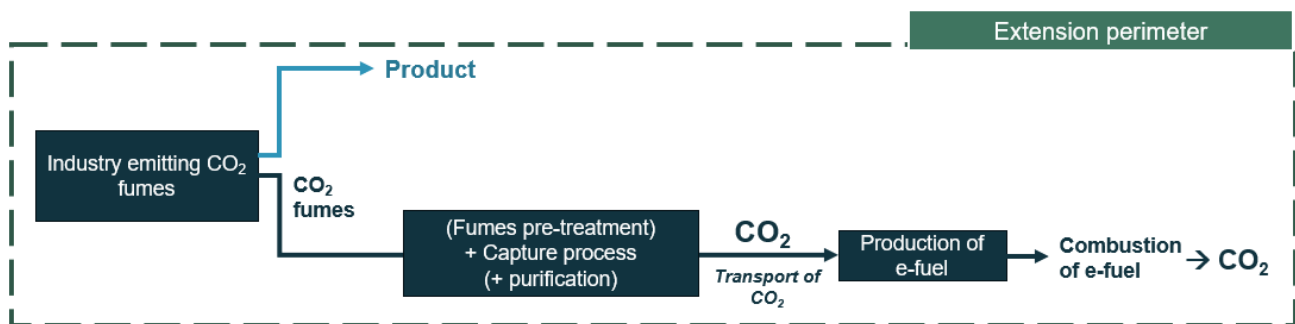 Extension perimeter
Product
Industry emitting CO₂
fumes
CO₂
fumes
(Fumes pre-treatment)
+ Capture process
(+ purification)
CO₂
Transport of
CO₂
Production of
e-fuel
Combustion
of e-fuel
→ CO₂